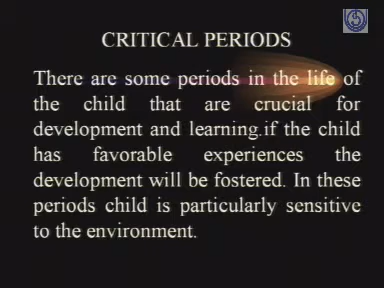 CRITICAL PERIODS
There are some periods in the life of
the child that are crucial for
development and learning.if the child
has favorable experiences the
development will be fostered. In these
periods child is particularly sensitive
to the environment.